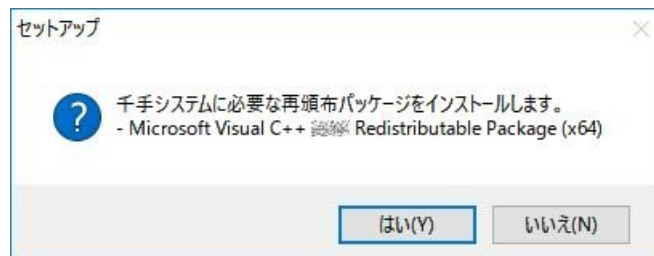 セットアップ
千手システムに必要な再頒布パッケージをインストールします。
- Microsoft Visual C++ Redistributable Package (x64)
はい(Y)
いいえ(N)